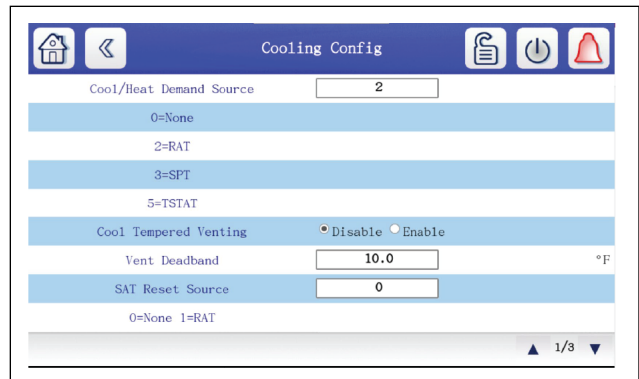 Cooling Config
Cool/Heat Demand Source 2
0=None
2=RAT
3=SPT
5=TSTAT
Cool Tempered Venting Disable Enable
Vent Deadband 10.0 °F
SAT Reset Source 0
0=None 1=RAT
1/3